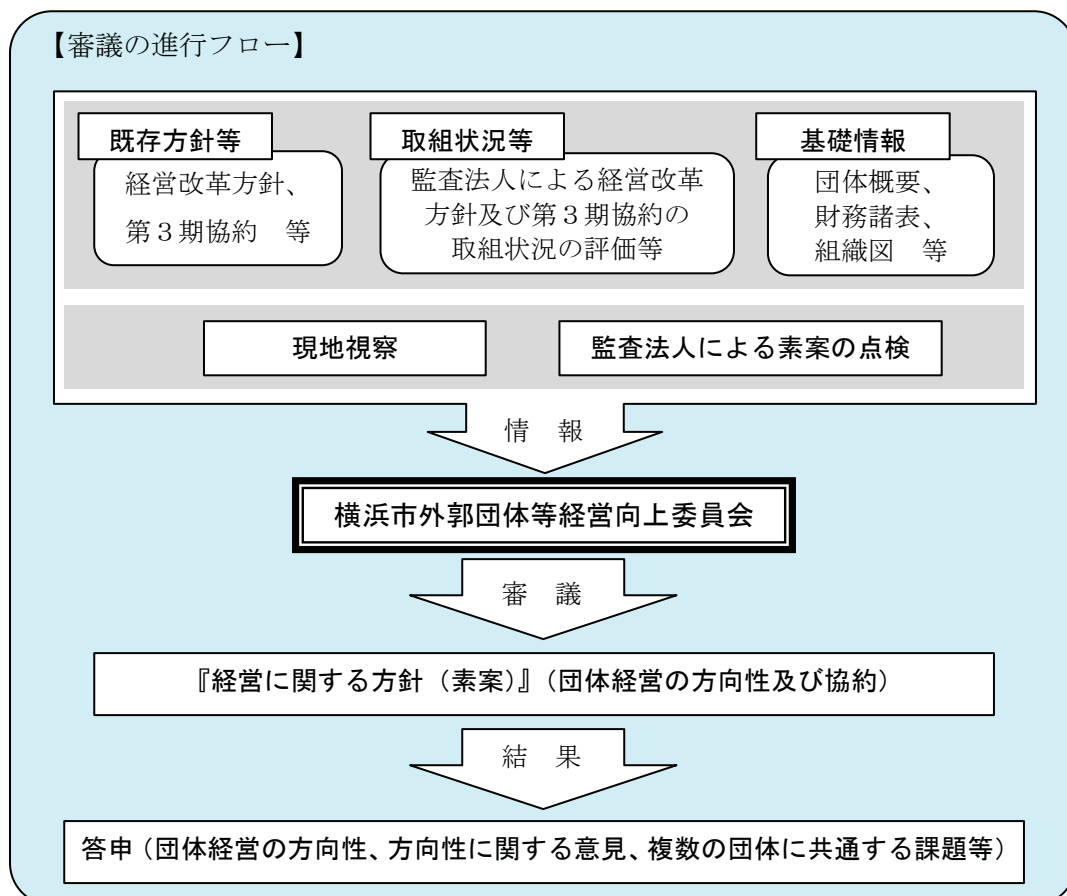 【審議の進行フロー】
既存方針等
経営改革方針、
第3期協約 等
取組状況等
監査法人による経営改革
方針及び第3期協約の
取組状況の評価等
基礎情報
団体概要、
財務諸表、
組織図 等
現地視察
監査法人による素案の点検
情 報
横浜市外郭団体等経営向上委員会
審 議
『経営に関する方針(素案)』(団体経営の方向性及び協約)
結 果
答申(団体経営の方向性、方向性に関する意見、複数の団体に共通する課題等)